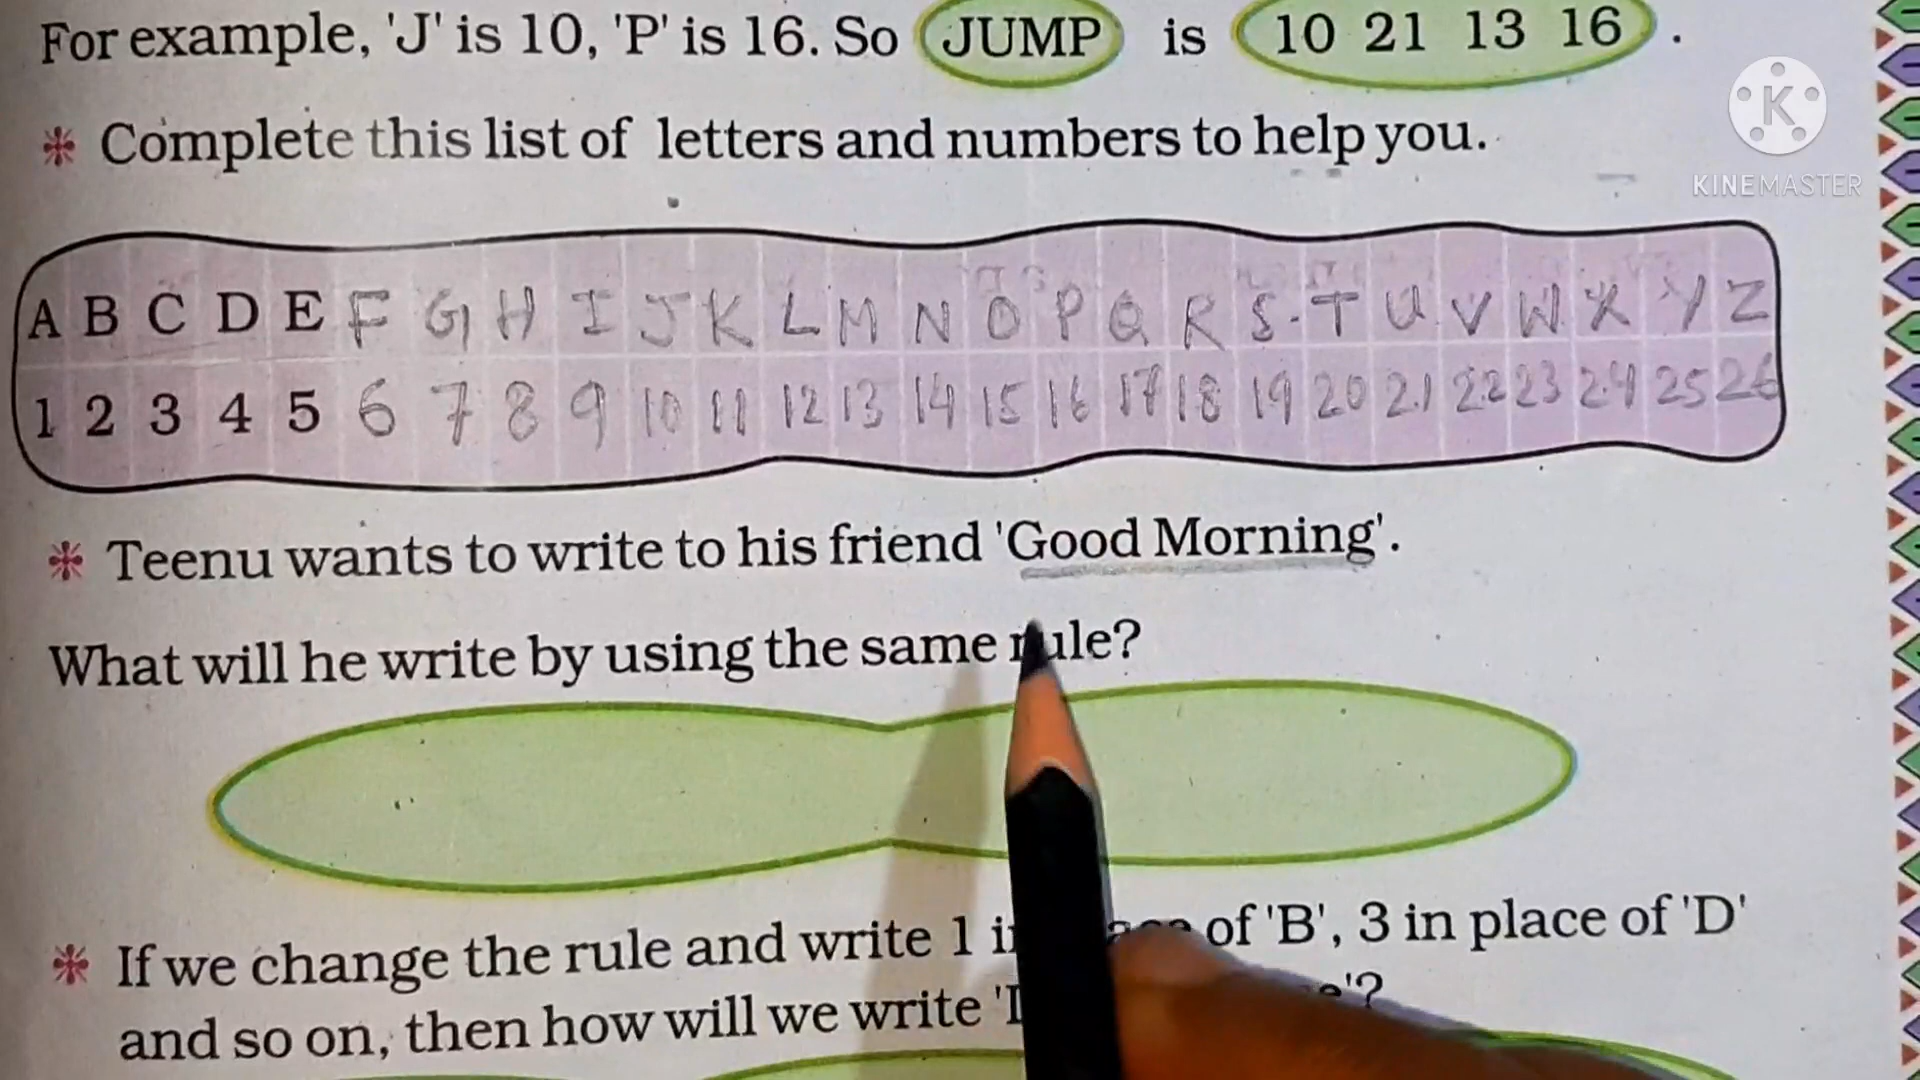 For example, 'J' is 10, 'P' is 16. So JUMP is 10 21 13 16 .
KINEMASTER
Complete this list of letters and numbers to help you.
A B C D E F G H I J K L M N O P Q R S T U V W X Y Z
1 2 3 4 5 6 7 8 9 10 11 12 13 14 15 16 17 18 19 20 21 22 23 24 25 26
Teenu wants to write to his friend 'Good Morning'.
What will he write by using the same rule?
If we change the rule and write 1 of 'B', 3 in place of 'D'
and so on, then how will we write